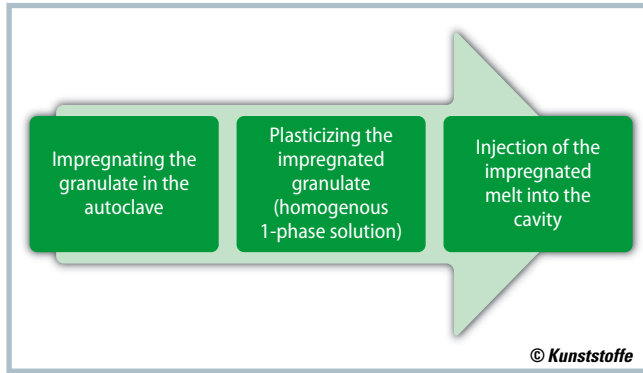 Impregnating the
granulate in the
autoclave
Plasticizing the
impregnated
granulate
(homogenous
1-phase solution)
Injection of the
impregnated
melt into the
cavity
© Kunststoffe